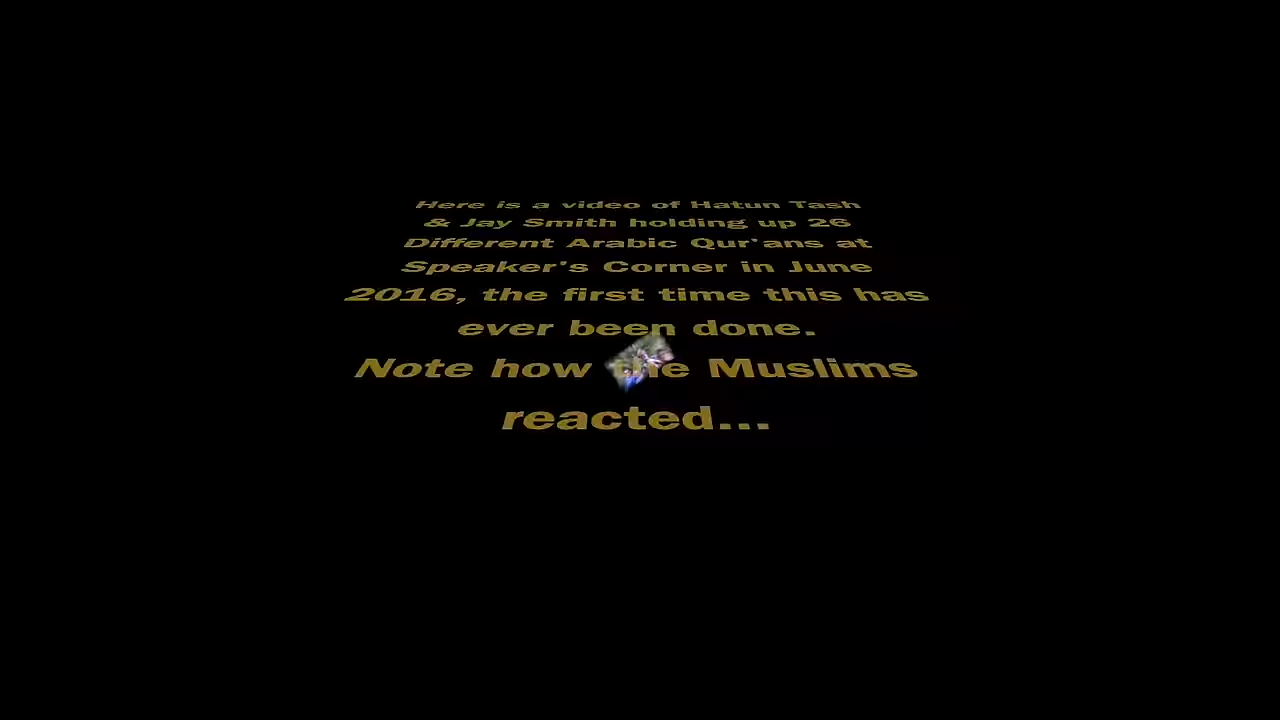 Here is a video of Hatun Tash
& Jay Smith holding up 26
Different Arabic Qur'ans at
Speaker's Corner in June
2016, the first time this has
ever been done.
Note how the Muslims
reacted...